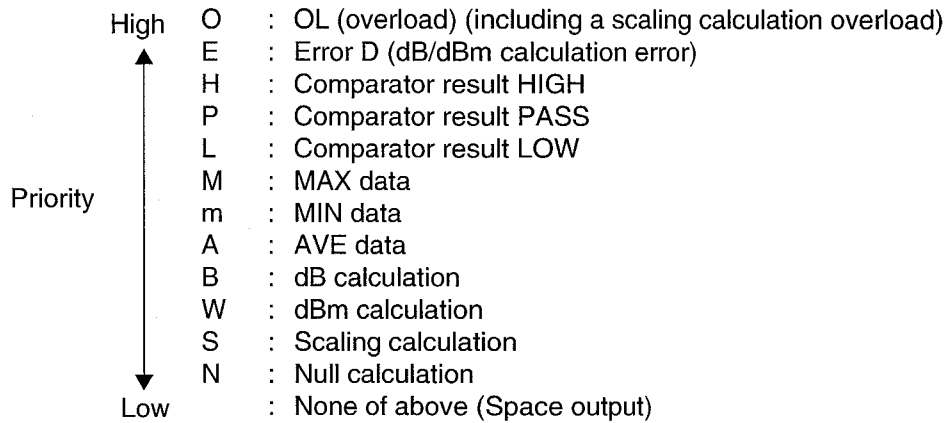 High O : OL (overload) (including a scaling calculation overload)
E : Error D (dB/dBm calculation error)
H : Comparator result HIGH
P : Comparator result PASS
L : Comparator result LOW
M : MAX data
Priority
m : MIN data
A : AVE data
B : dB calculation
W : dBm calculation
S : Scaling calculation
N : Null calculation
Low : None of above (Space output)